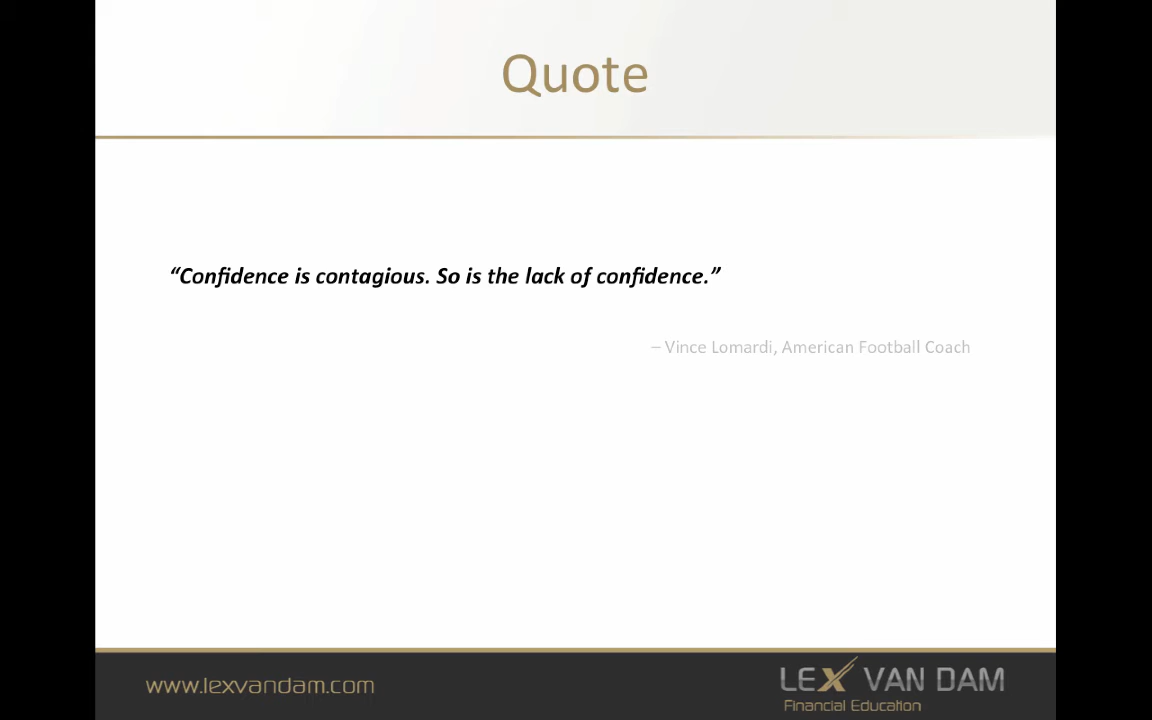 Quote
“Confidence is contagious. So is the lack of confidence.”
– Vince Lomardi, American Football Coach
www.lexvandam.com
LEX VAN DAM
Financial Education